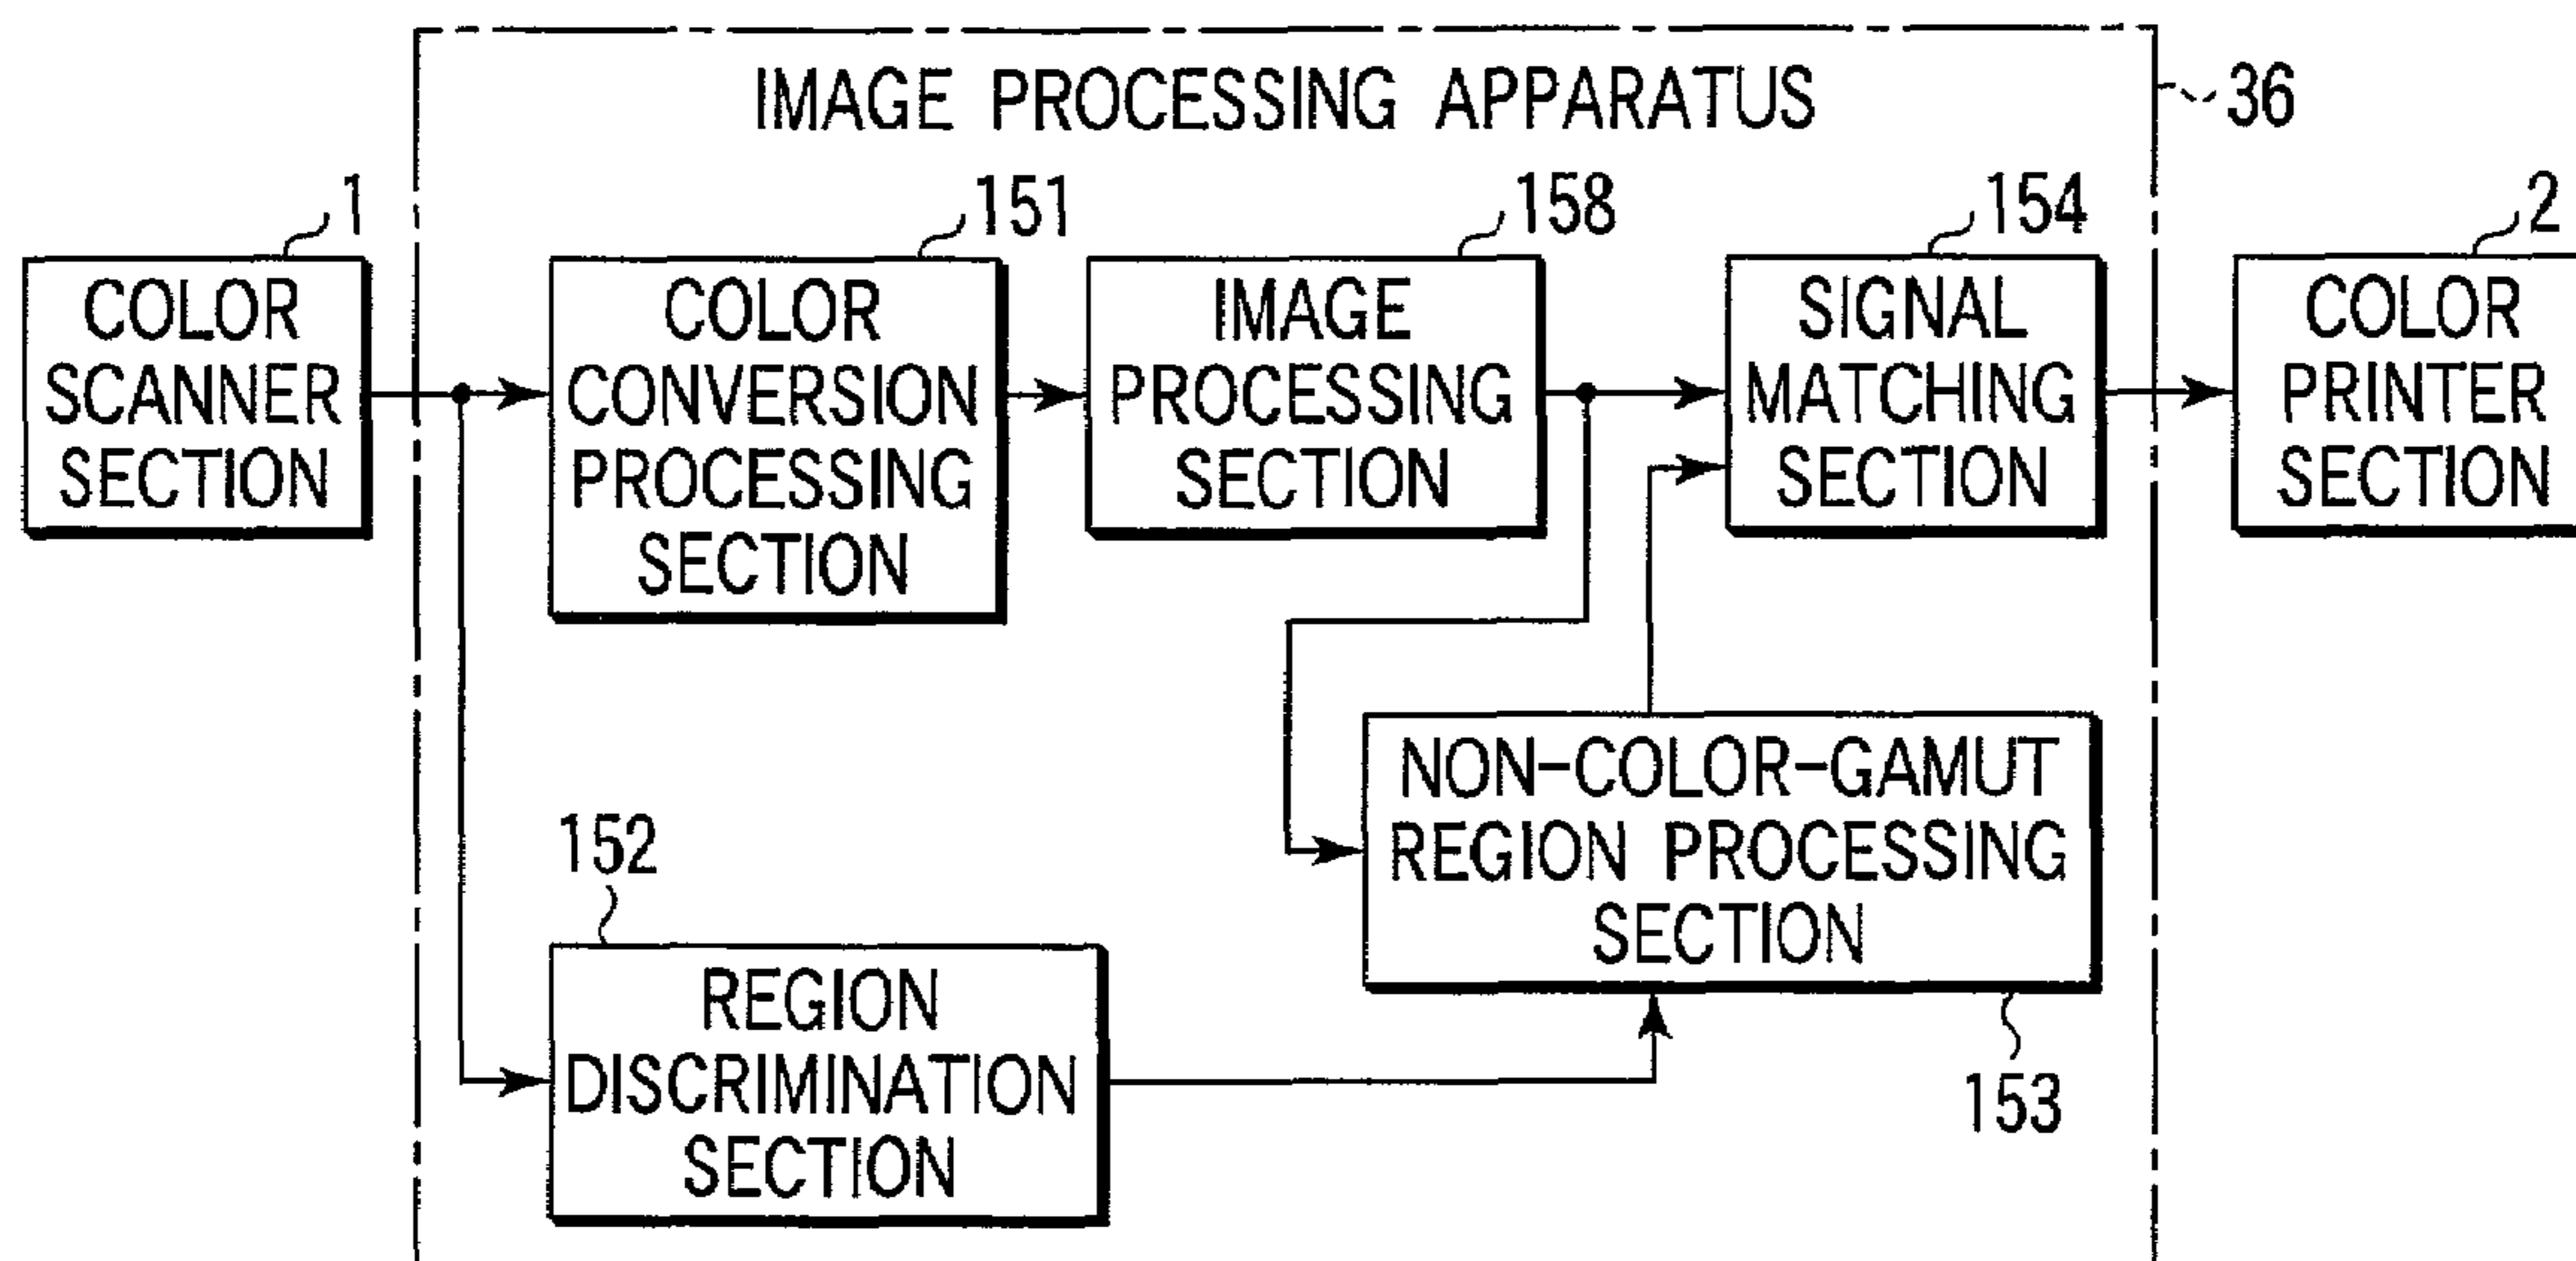 IMAGE PROCESSING APPARATUS
36
1
151
158
154
2
COLOR
SCANNER
SECTION
COLOR
CONVERSION
PROCESSING
SECTION
IMAGE
PROCESSING
SECTION
SIGNAL
MATCHING
SECTION
COLOR
PRINTER
SECTION
NON-COLOR-GAMUT
REGION PROCESSING
SECTION
153
152
REGION
DISCRIMINATION
SECTION